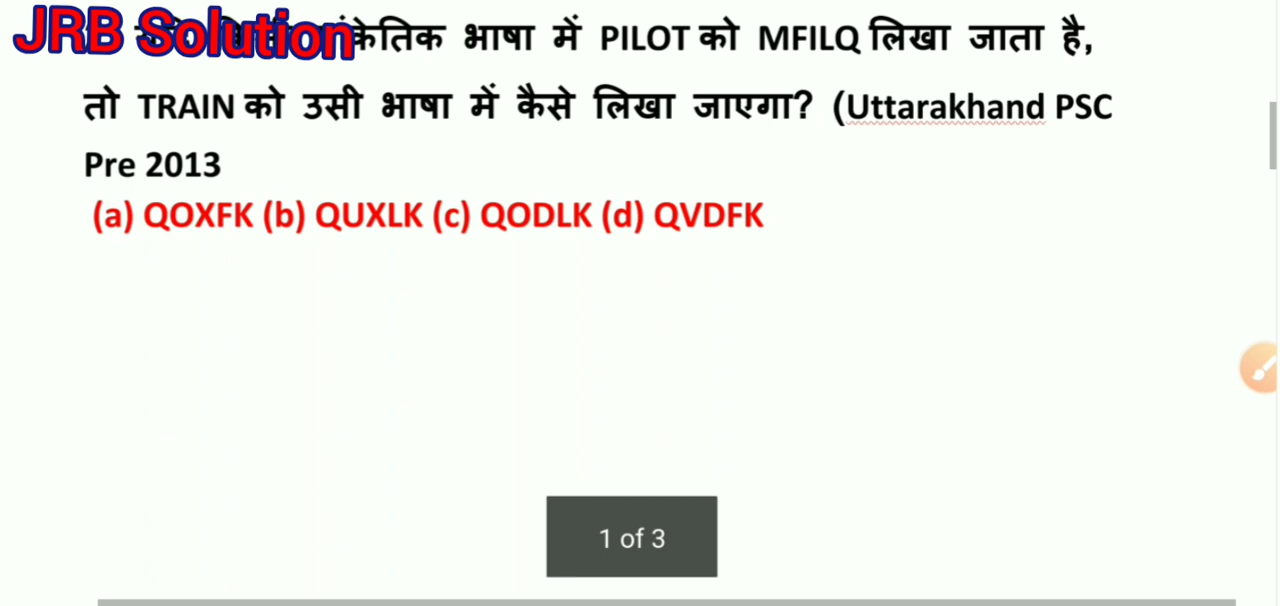 JRB Solution
भाषा में PILOT को MFILQ लिखा जाता है,
तो TRAIN को उसी भाषा में कैसे लिखा जाएगा? (Uttarakhand PSC
Pre 2013
(a) QOXFK (b) QUXLK (c) QODLK (d) QVDFK
1 of 3